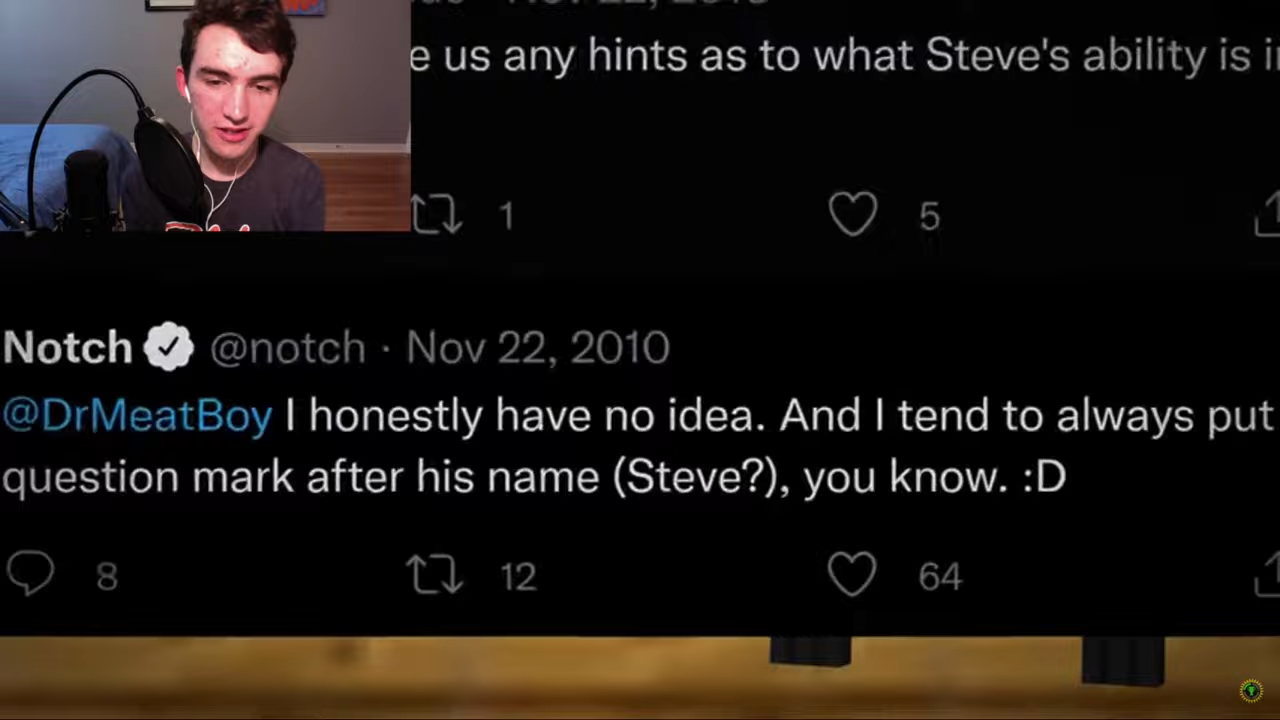 e us any hints as to what Steve's ability is i
1 5
Notch @notch · Nov 22, 2010
@DrMeatBoy I honestly have no idea. And I tend to always put
question mark after his name (Steve?), you know. :D
8 12 64